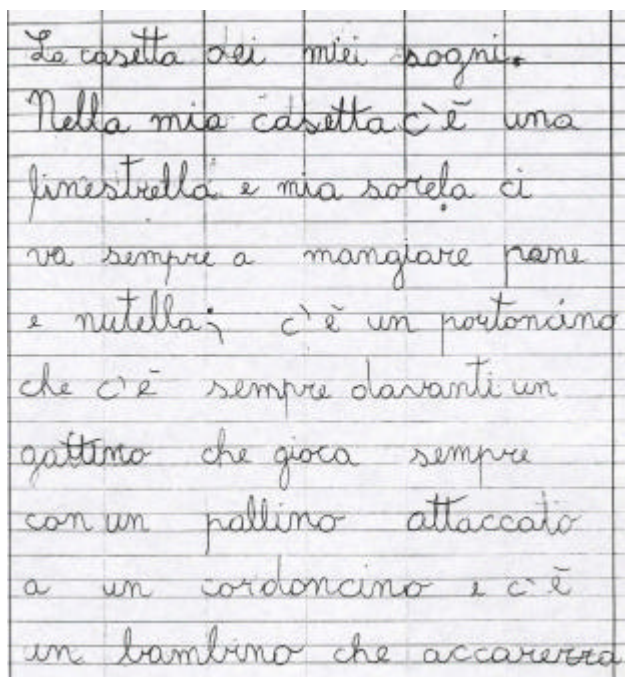 La casetta dei miei sogni.
Nella mia casetta c'è una
finestrella e mia sorela ci
va sempre a mangiare pane
e nutella; c'è un portoncino
che c'è sempre davanti un
gattino che gioca sempre
con un pallino attaccato
a un cordoncino e c'è
un bambino che accarezza